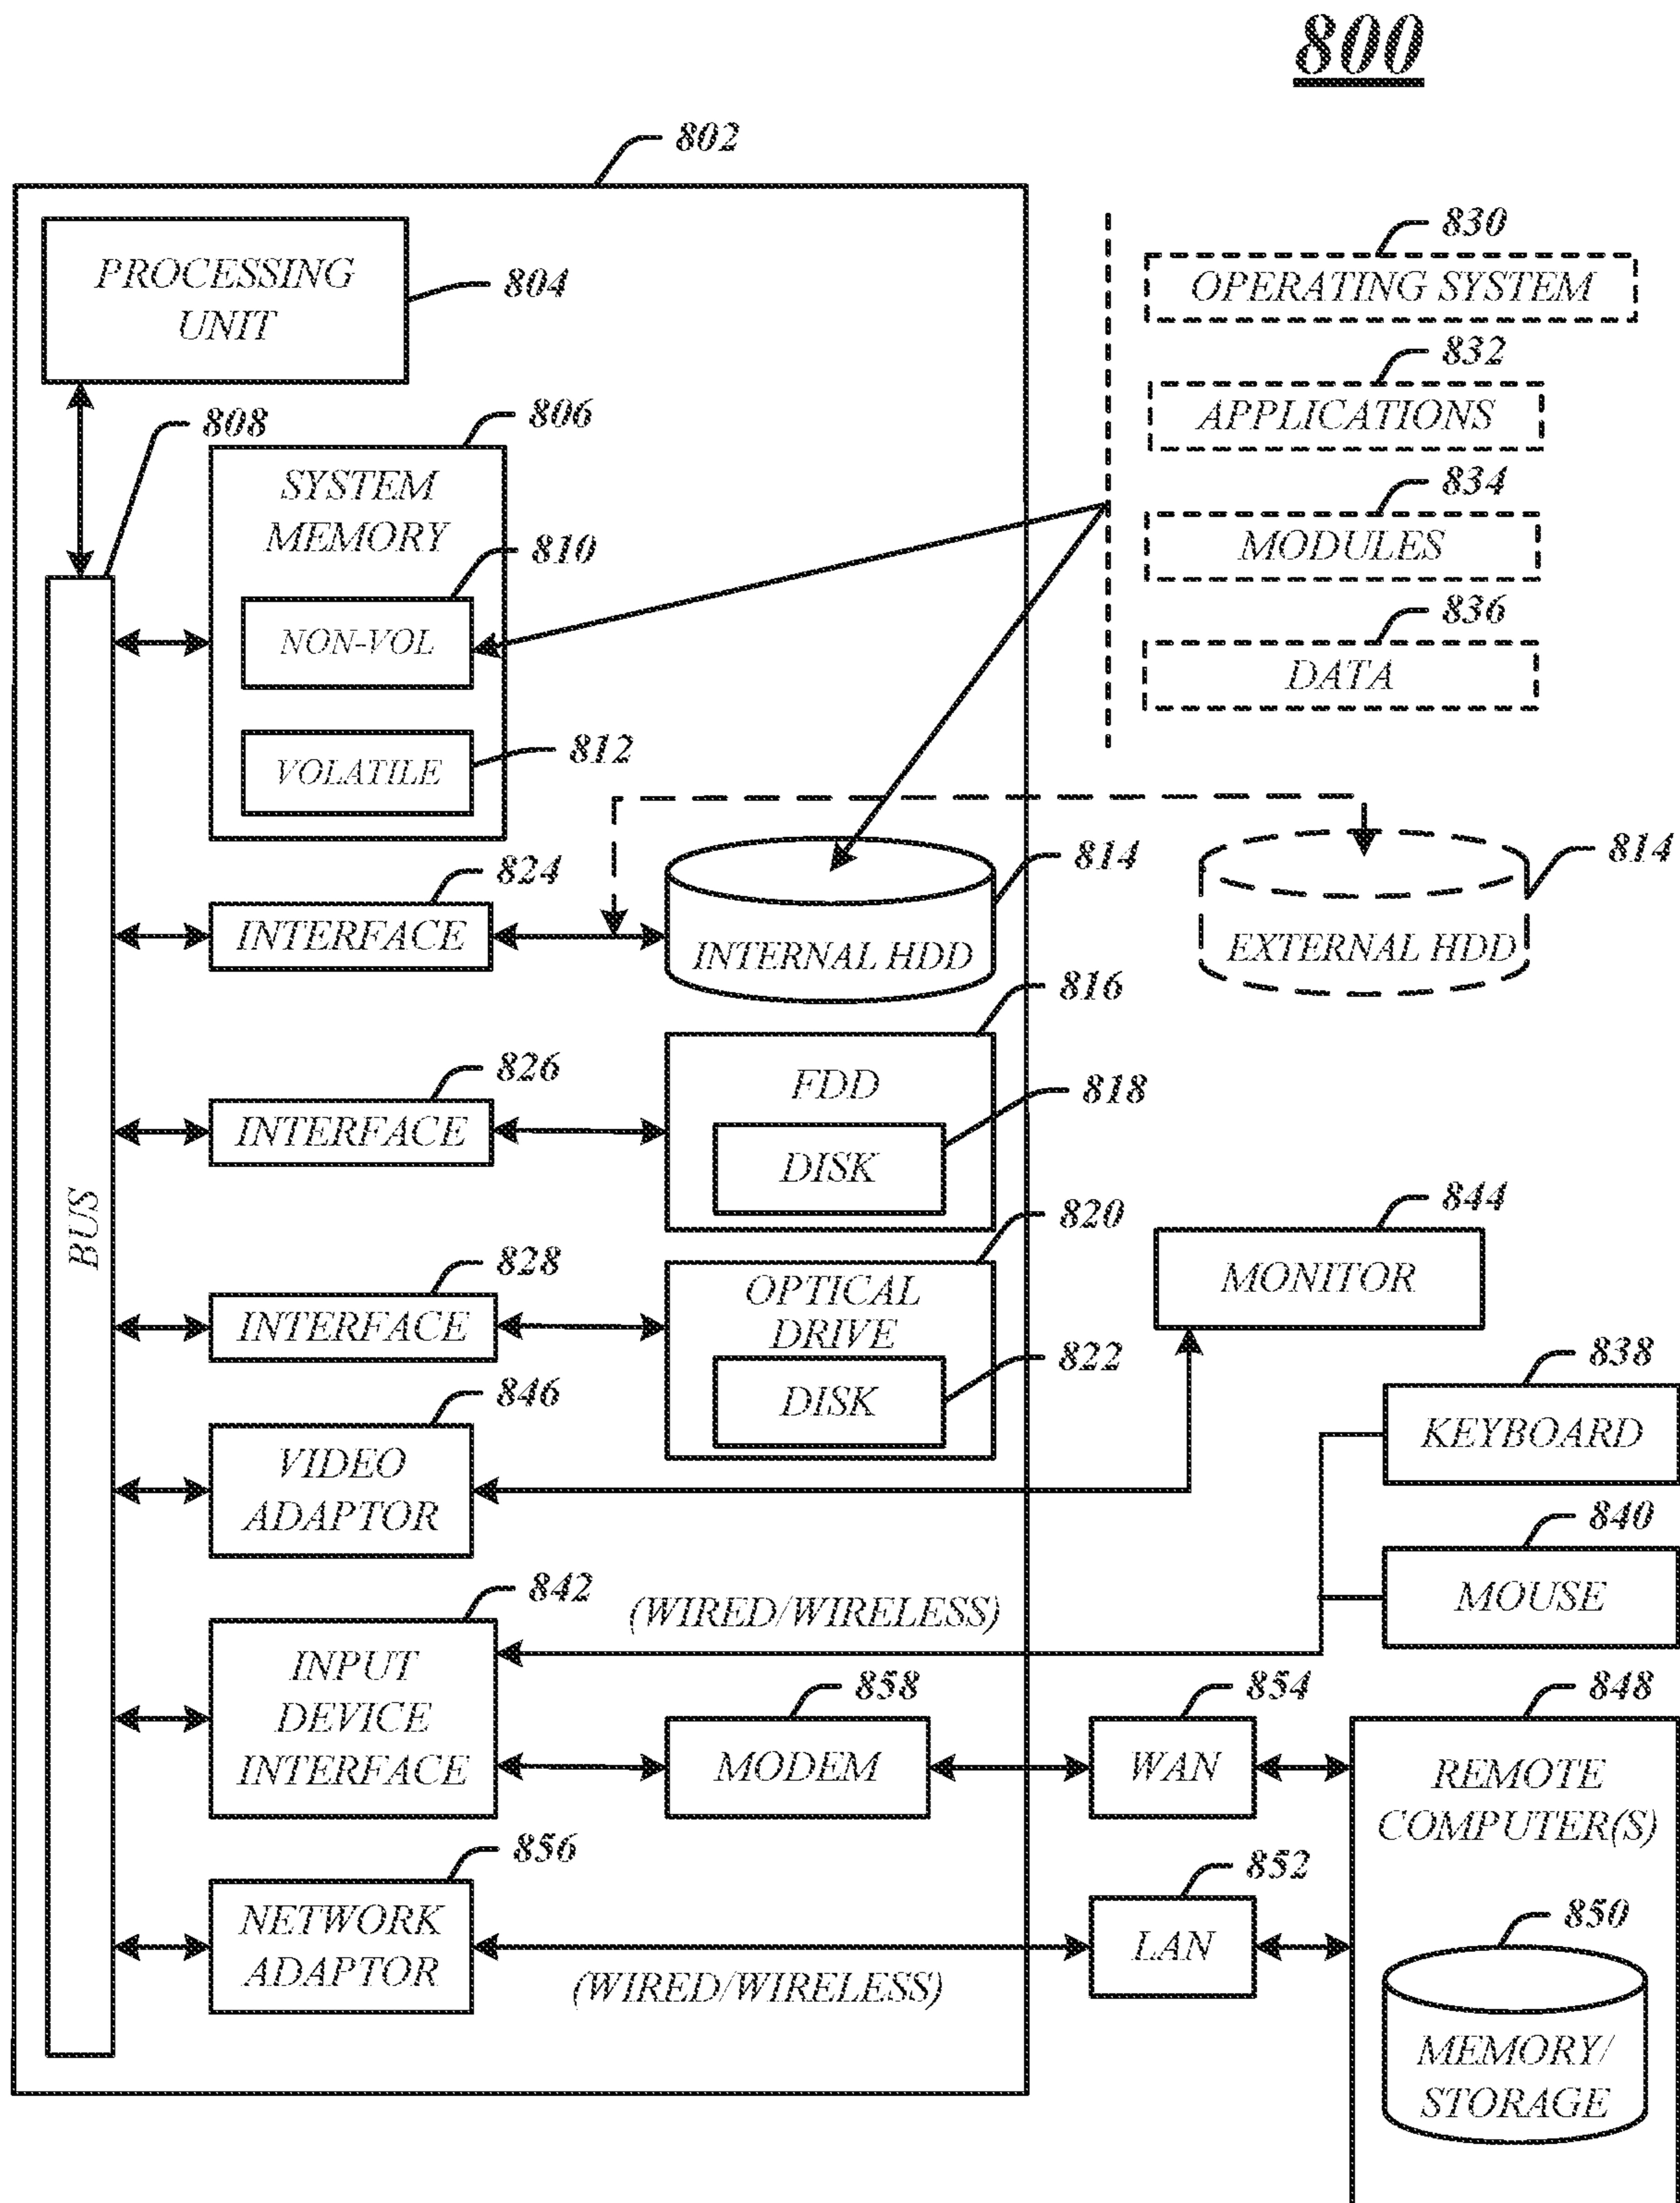 800
802
PROCESSING
UNIT
804
830
OPERATING SYSTEM
832
APPLICATIONS
834
MODULES
836
DATA
808
806
SYSTEM
MEMORY
810
NON-VOL
812
VOLATILE
BUS
824
INTERFACE
814
INTERNAL HDD
814
EXTERNAL HDD
826
INTERFACE
816
FDD
818
DISK
828
INTERFACE
820
OPTICAL
DRIVE
822
DISK
844
MONITOR
846
VIDEO
ADAPTOR
838
KEYBOARD
840
MOUSE
842
INPUT
DEVICE
INTERFACE
(WIRED/WIRELESS)
858
MODEM
854
WAN
848
REMOTE
COMPUTER(S)
856
NETWORK
ADAPTOR
(WIRED/WIRELESS)
852
LAN
850
MEMORY/
STORAGE